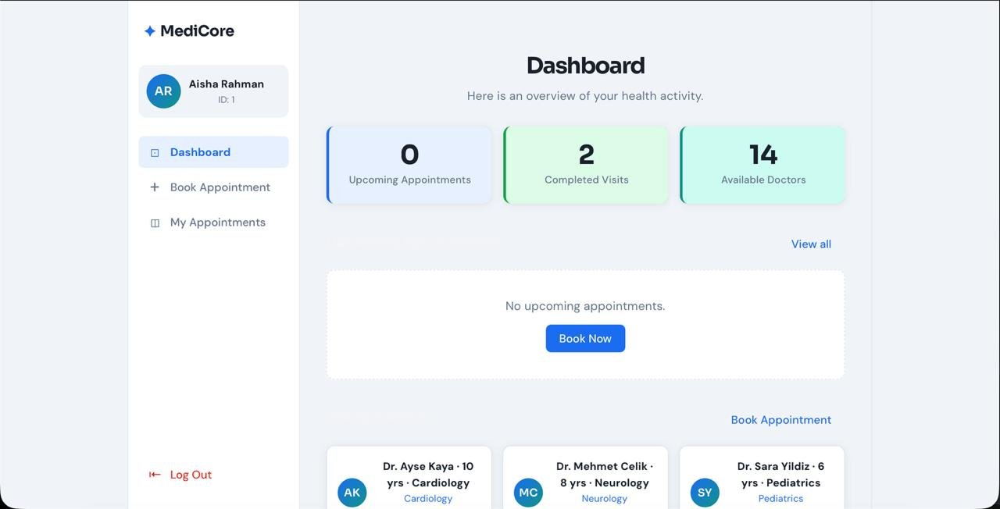 MediCore
AR
Aisha Rahman
ID: 1
Dashboard
Book Appointment
My Appointments
Log Out
Dashboard
Here is an overview of your health activity.
0
Upcoming Appointments
2
Completed Visits
14
Available Doctors
View all
No upcoming appointments.
Book Now
Book Appointment
AK
Dr. Ayse Kaya · 10
yrs · Cardiology
Cardiology
MC
Dr. Mehmet Celik ·
8 yrs · Neurology
Neurology
SY
Dr. Sara Yildiz · 6
yrs · Pediatrics
Pediatrics